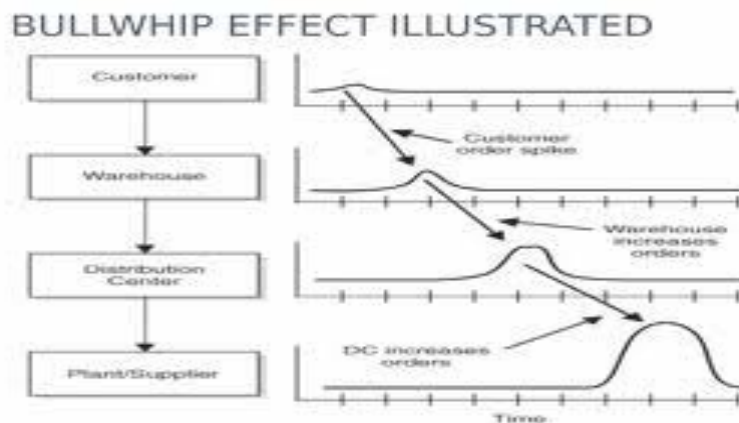 BULLWHIP EFFECT ILLUSTRATED
Customer
Customer
order spike
Warehouse
Warehouse
increases
orders
Distribution
Center
DC increases
orders
Plant/Supplier
Time